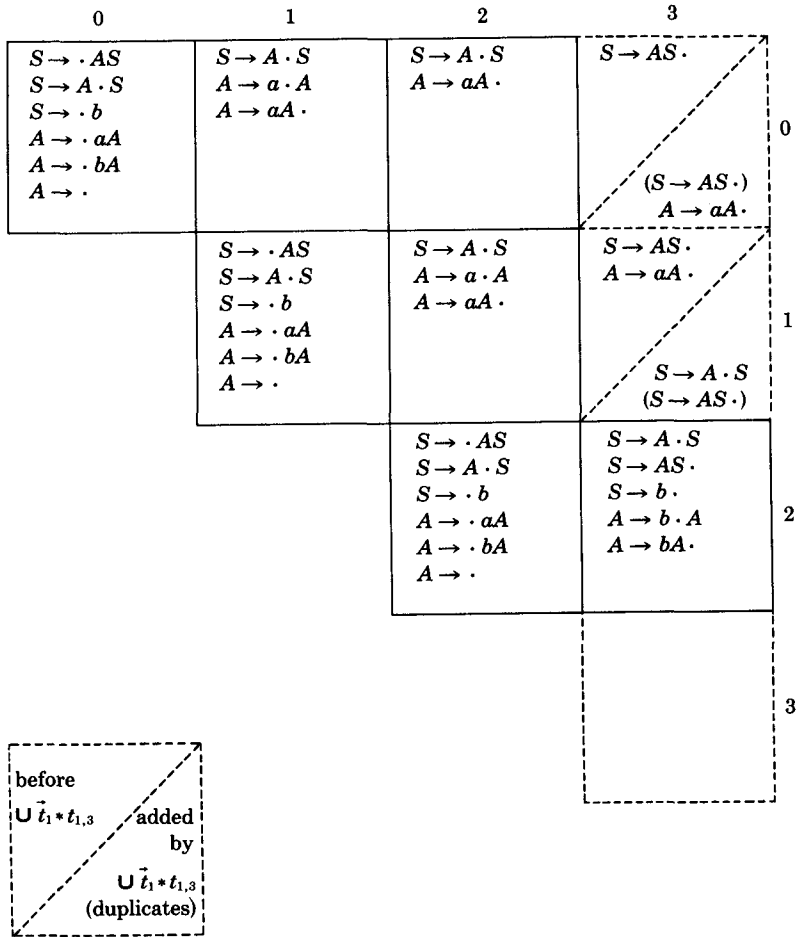 0 1 2 3
S → · AS
S → A · S
S → · b
A → · aA
A → · bA
A → ·
S → A · S
A → a · A
A → aA ·
S → A · S
A → aA ·
S → AS ·
(S → AS ·)
A → aA ·
0
S → · AS
S → A · S
S → · b
A → · aA
A → · bA
A → ·
S → A · S
A → a · A
A → aA ·
S → AS ·
A → aA ·
S → A · S
(S → AS ·)
1
S → · AS
S → A · S
S → · b
A → · aA
A → · bA
A → ·
S → A · S
S → AS ·
S → b ·
A → b · A
A → bA ·
2
3
before
∪ t⃗₁ * t₁,₃
added
by
∪ t⃗₁ * t₁,₃
(duplicates)